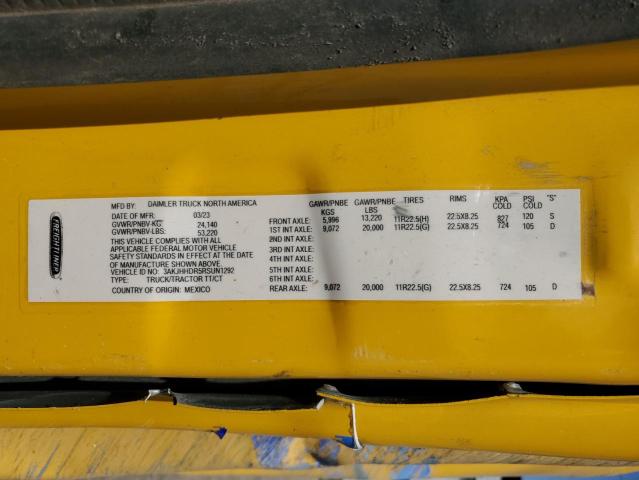 FREIGHTLINER
MFD BY: DAIMLER TRUCK NORTH AMERICA
DATE OF MFR: 03/23
GVWR/PNBV-KG: 24,140
GVWR/PNBV-LBS: 53,220
THIS VEHICLE COMPLIES WITH ALL
APPLICABLE FEDERAL MOTOR VEHICLE
SAFETY STANDARDS IN EFFECT AT DATE
OF MANUFACTURE SHOWN ABOVE.
VEHICLE ID NO: 3AKJHHDR5RSUN1292
TYPE: TRUCK/TRACTOR TT/CT
COUNTRY OF ORIGIN: MEXICO
GAWR/PNBE GAWR/PNBE TIRES RIMS KPA PSI "S"
KGS LBS COLD COLD
FRONT AXLE: 5,996 13,220 11R22.5(H) 22.5X8.25 827 120 S
1ST INT AXLE: 9,072 20,000 11R22.5(G) 22.5X8.25 724 105 D
2ND INT AXLE:
3RD INT AXLE:
4TH INT AXLE:
5TH INT AXLE:
6TH INT AXLE:
REAR AXLE: 9,072 20,000 11R22.5(G) 22.5X8.25 724 105 D